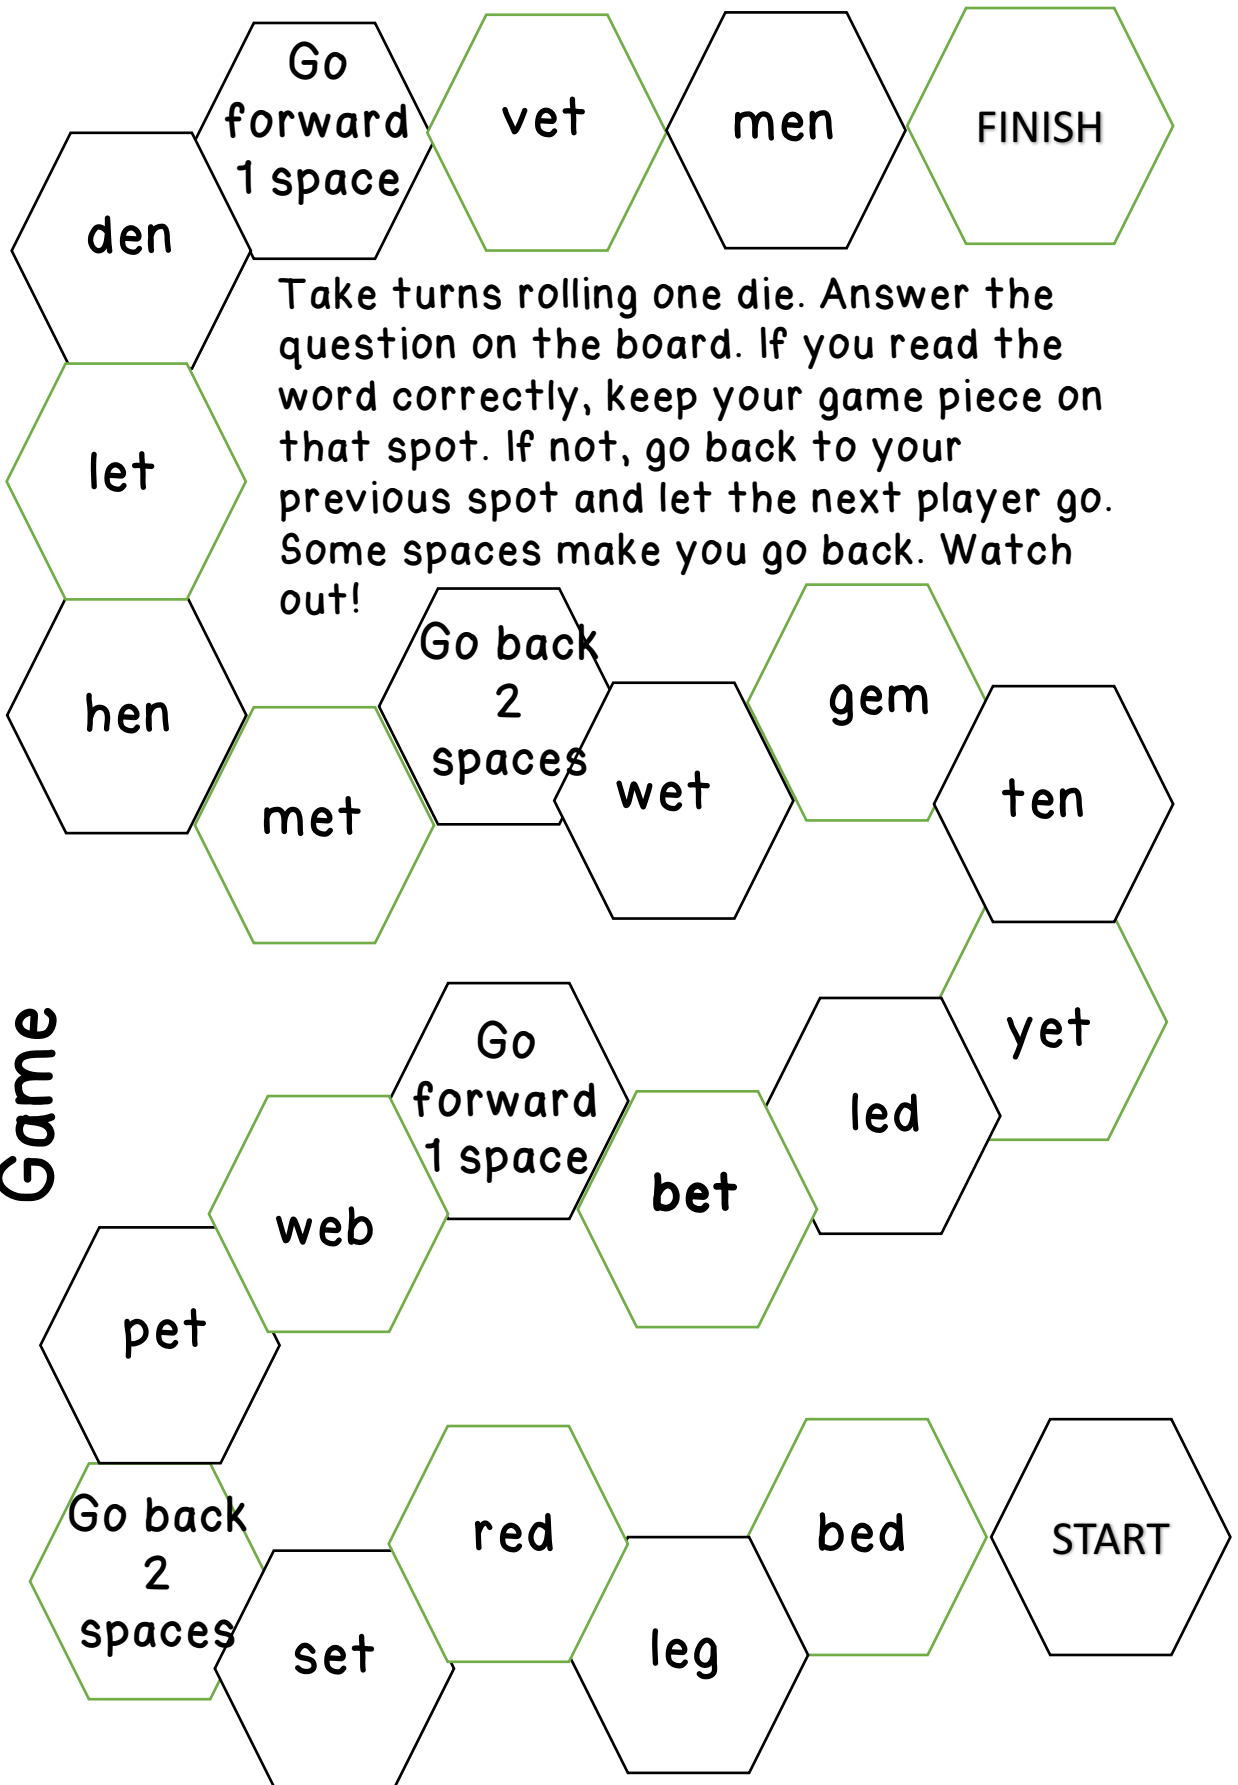 Go
forward
1 space
vet
men
FINISH
den
Take turns rolling one die. Answer the
question on the board. If you read the
word correctly, keep your game piece on
that spot. If not, go back to your
previous spot and let the next player go.
Some spaces make you go back. Watch
out!
let
hen
met
Go back
2
spaces
wet
gem
ten
yet
led
bet
Go
forward
1 space
web
pet
Game
Go back
2
spaces
set
red
leg
bed
START